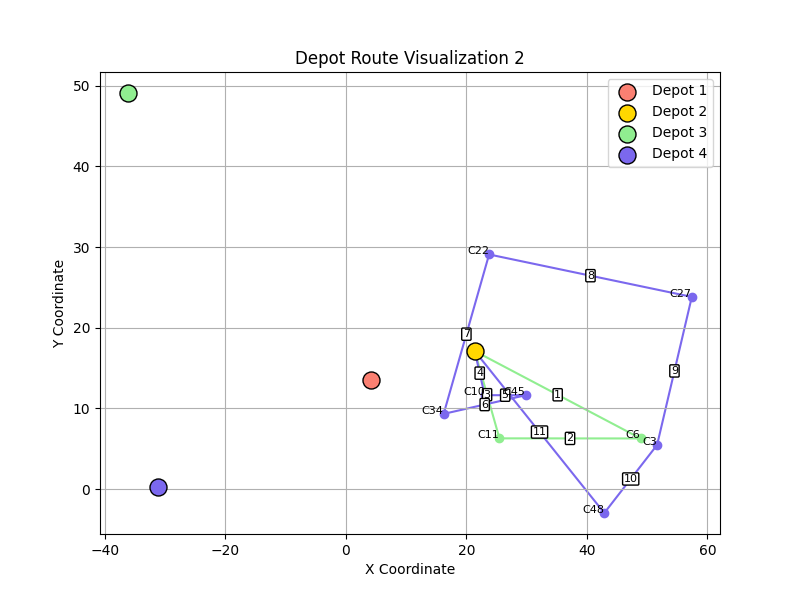 Depot Route Visualization 2
Depot 1
Depot 2
Depot 3
Depot 4
Y Coordinate
50
40
30
20
10
0
C22
C27
C10
C45
C34
C11
C6
C3
C48
1
2
3
4
5
6
7
8
9
10
11
−40
−20
0
20
40
60
X Coordinate